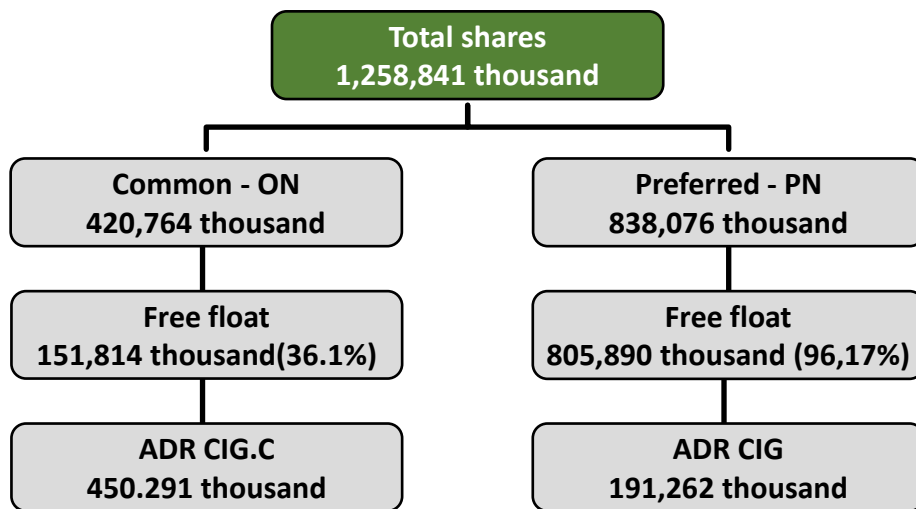 Total shares
1,258,841 thousand
Common - ON
420,764 thousand
Preferred - PN
838,076 thousand
Free float
151,814 thousand(36.1%)
Free float
805,890 thousand (96,17%)
ADR CIG.C
450.291 thousand
ADR CIG
191,262 thousand